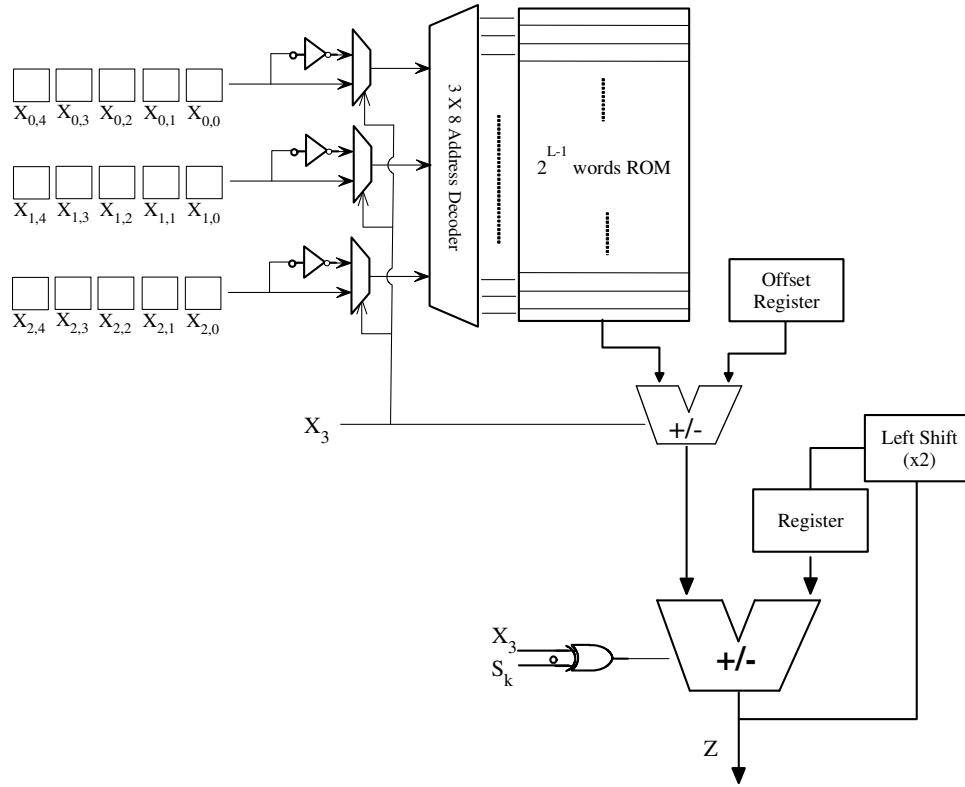 X0,4 X0,3 X0,2 X0,1 X0,0
X1,4 X1,3 X1,2 X1,1 X1,0
X2,4 X2,3 X2,2 X2,1 X2,0
3 X 8 Address Decoder
2^L-1 words ROM
Offset
Register
X3
+/-
Left Shift
(x2)
Register
X3
Sk
+/-
Z